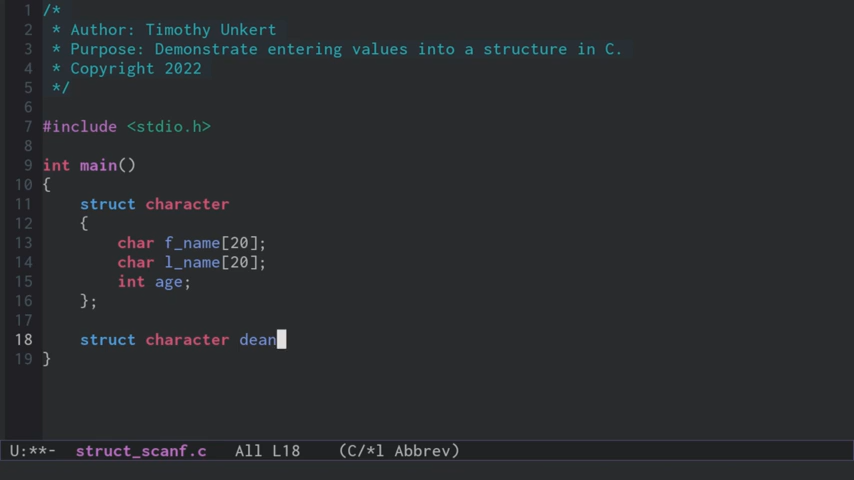 1 /*
2 * Author: Timothy Unkert
3 * Purpose: Demonstrate entering values into a structure in C.
4 * Copyright 2022
5 */
6
7 #include <stdio.h>
8
9 int main()
10 {
11 struct character
12 {
13 char f_name[20];
14 char l_name[20];
15 int age;
16 };
17
18 struct character dean
19 }
U:**- struct_scanf.c All L18 (C/*l Abbrev)